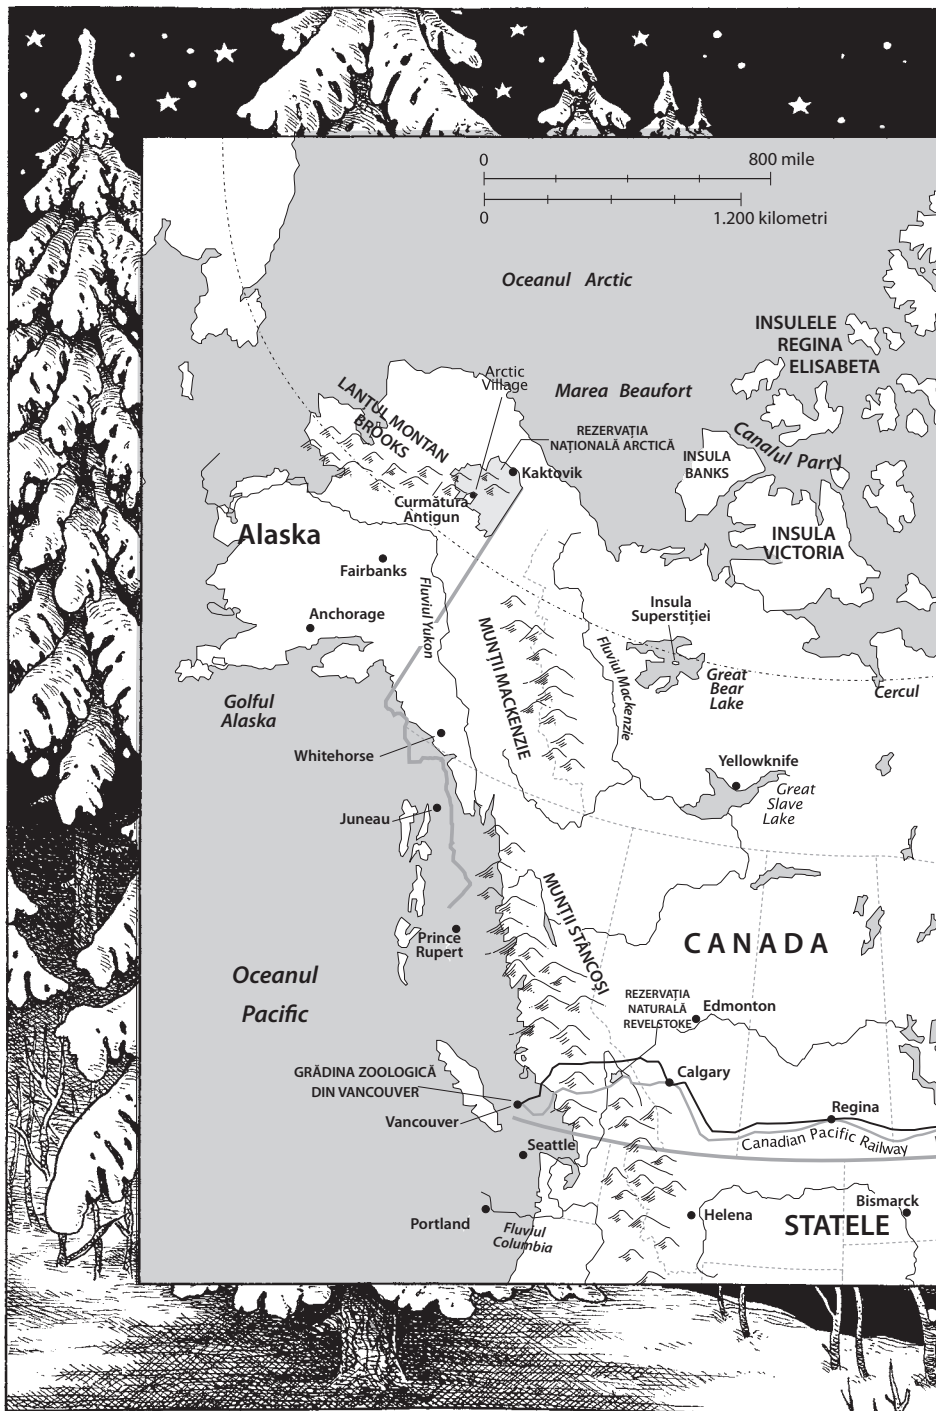 0
800 mile
0
1.200 kilometri
Oceanul Arctic
INSULELE
REGINA
ELISABETA
Arctic
Village
Marea Beaufort
LANTUL MONTAN
BROOKS
REZERVAȚIA
NAȚIONALĂ ARCTICĂ
Canalul Parry
INSULA
BANKS
Kaktovik
Curmătura
Antigun
Alaska
INSULA
VICTORIA
Fairbanks
Fluviul Yukon
Insula
Superstiției
Anchorage
MUNȚII MACKENZIE
Fluviul Mackenzie
Great
Bear
Lake
Cercul
Golful
Alaska
Whitehorse
Yellowknife
Great
Slave
Lake
Juneau
MUNȚII STÂNCOȘI
Prince
Rupert
CANADA
Oceanul
Pacific
REZERVAȚIA
NATURALĂ
REVELSTOKE
Edmonton
GRĂDINA ZOOLOGICĂ
DIN VANCOUVER
Calgary
Vancouver
Regina
Canadian Pacific Railway
Seattle
Portland
Fluviul
Columbia
Helena
Bismarck
STATELE